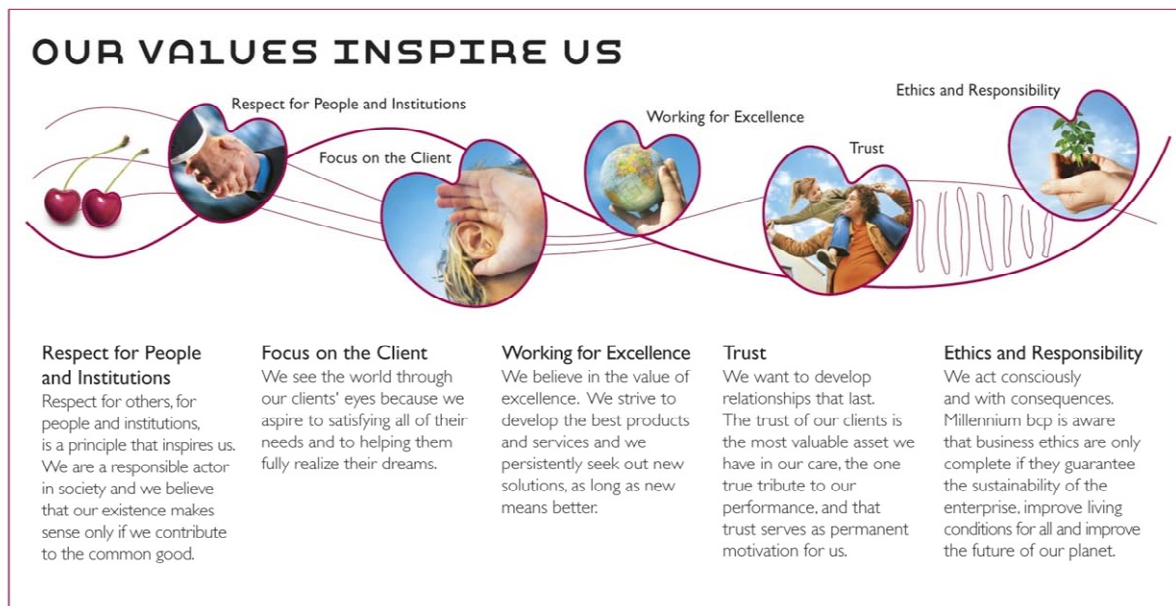 OUR VALUES INSPIRE US
Respect for People and Institutions
Focus on the Client
Working for Excellence
Trust
Ethics and Responsibility
Respect for People
and Institutions
Respect for others, for
people and institutions,
is a principle that inspires us.
We are a responsible actor
in society and we believe
that our existence makes
sense only if we contribute
to the common good.
Focus on the Client
We see the world through
our clients' eyes because we
aspire to satisfying all of their
needs and to helping them
fully realize their dreams.
Working for Excellence
We believe in the value of
excellence. We strive to
develop the best products
and services and we
persistently seek out new
solutions, as long as new
means better.
Trust
We want to develop
relationships that last.
The trust of our clients is
the most valuable asset we
have in our care, the one
true tribute to our
performance, and that
trust serves as permanent
motivation for us.
Ethics and Responsibility
We act consciously
and with consequences.
Millennium bcp is aware
that business ethics are only
complete if they guarantee
the sustainability of the
enterprise, improve living
conditions for all and improve
the future of our planet.